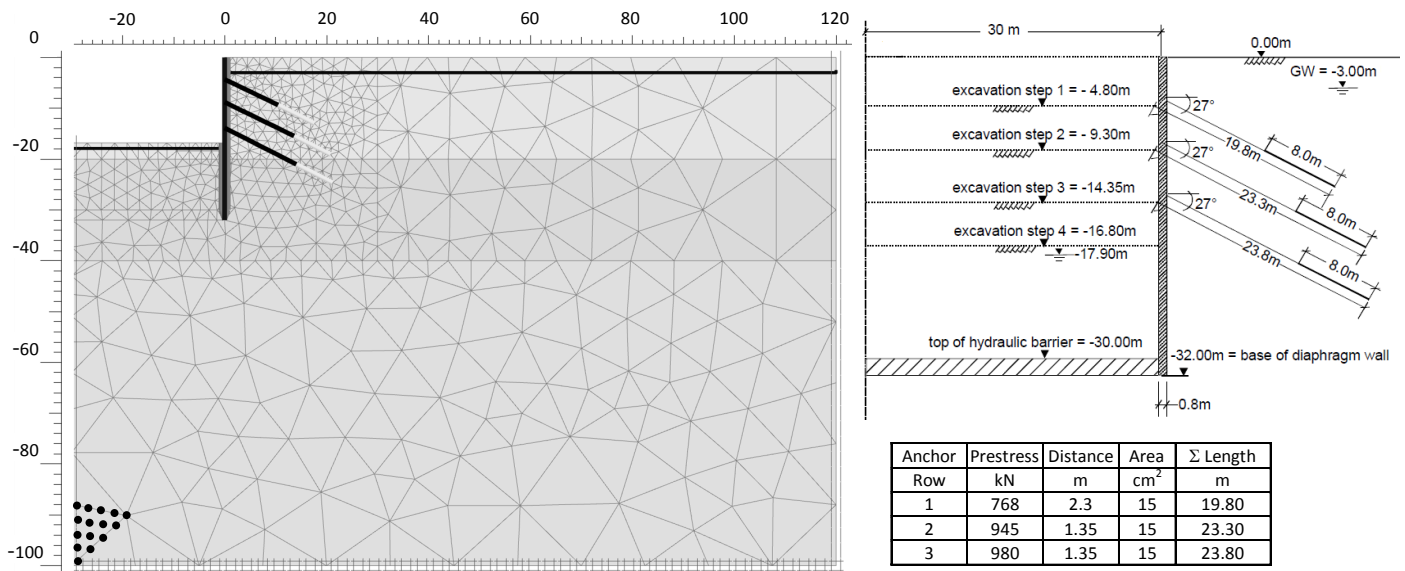 -20 0 20 40 60 80 100 120
0
-20
-40
-60
-80
-100
30 m
0.00m
GW = -3.00m
excavation step 1 = - 4.80m
27°
excavation step 2 = - 9.30m
27°
19.8m
8.0m
excavation step 3 = -14.35m
27°
23.3m
8.0m
excavation step 4 = -16.80m
-17.90m
23.8m
8.0m
top of hydraulic barrier = -30.00m
-32.00m = base of diaphragm wall
0.8m
Anchor Prestress Distance Area Σ Length
Row kN m cm² m
1 768 2.3 15 19.80
2 945 1.35 15 23.30
3 980 1.35 15 23.80